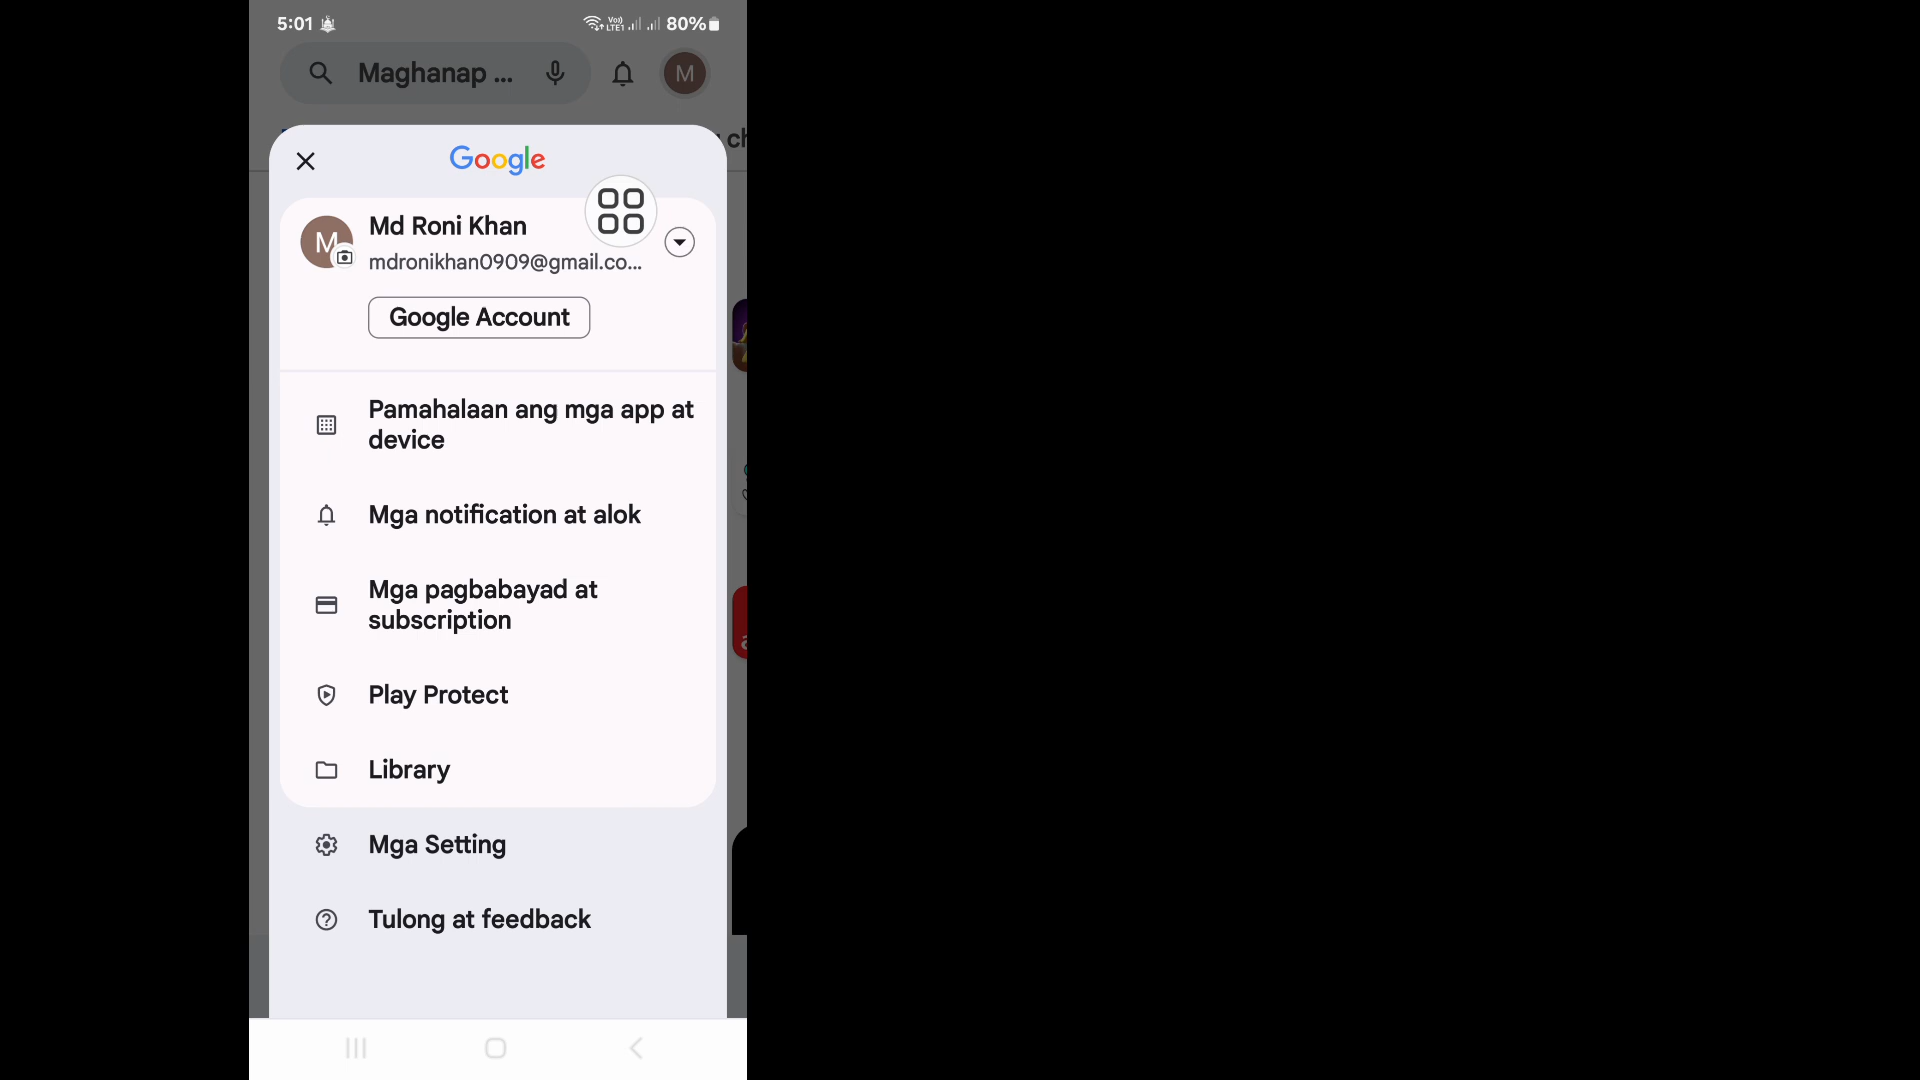 5:01 80%
Maghanap ... M
Google
Md Roni Khan
M
mdronikhan0909@gmail.co...
Google Account
Pamahalaan ang mga app at
device
Mga notification at alok
Mga pagbabayad at
subscription
Play Protect
Library
Mga Setting
Tulong at feedback